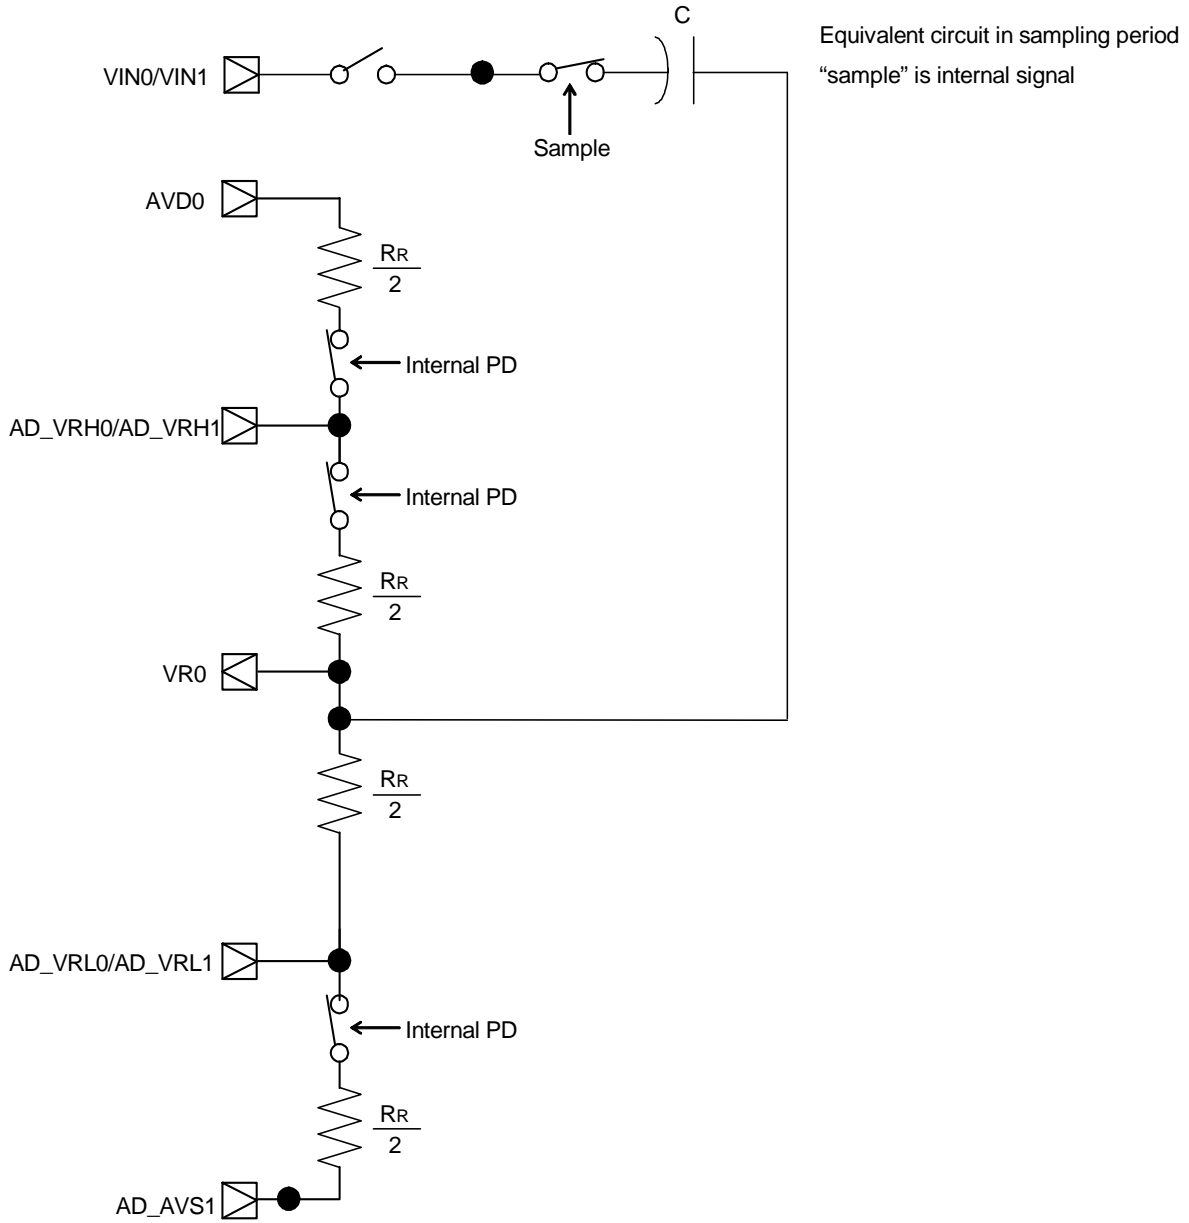 C
Equivalent circuit in sampling period
VIN0/VIN1
“sample” is internal signal
Sample
AVD0
RR
2
Internal PD
AD_VRH0/AD_VRH1
Internal PD
RR
2
VR0
RR
2
AD_VRL0/AD_VRL1
Internal PD
RR
2
AD_AVS1